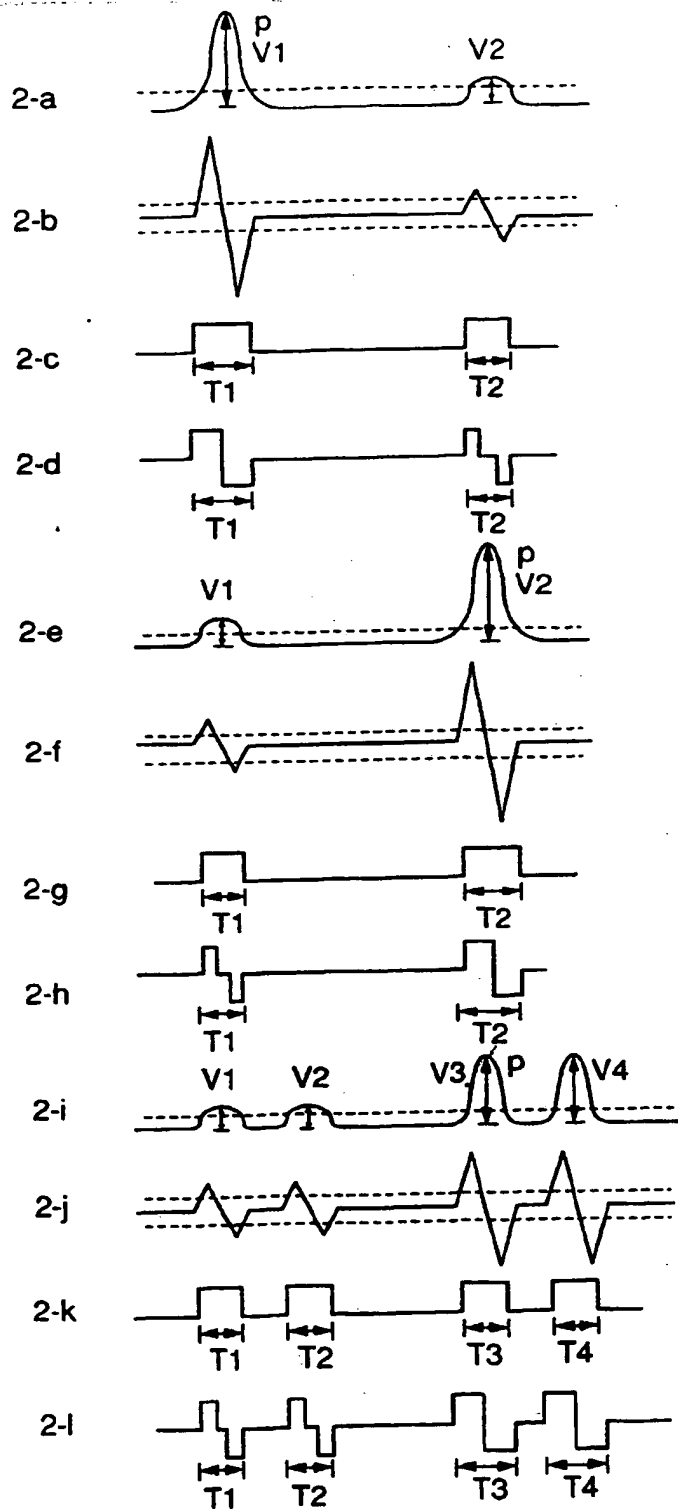 p
V1 V2
2-a
2-b
2-c
T1 T2
2-d
T1 T2
p
V1 V2
2-e
2-f
2-g
T1 T2
2-h
T1 T2
V1 V2 V3 p V4
2-i
2-j
2-k
T1 T2 T3 T4
2-l
T1 T2 T3 T4